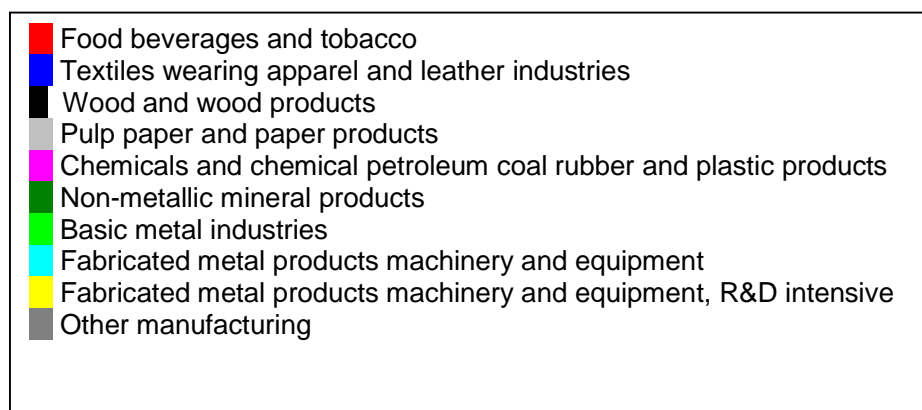 Food beverages and tobacco
Textiles wearing apparel and leather industries
Wood and wood products
Pulp paper and paper products
Chemicals and chemical petroleum coal rubber and plastic products
Non-metallic mineral products
Basic metal industries
Fabricated metal products machinery and equipment
Fabricated metal products machinery and equipment, R&D intensive
Other manufacturing